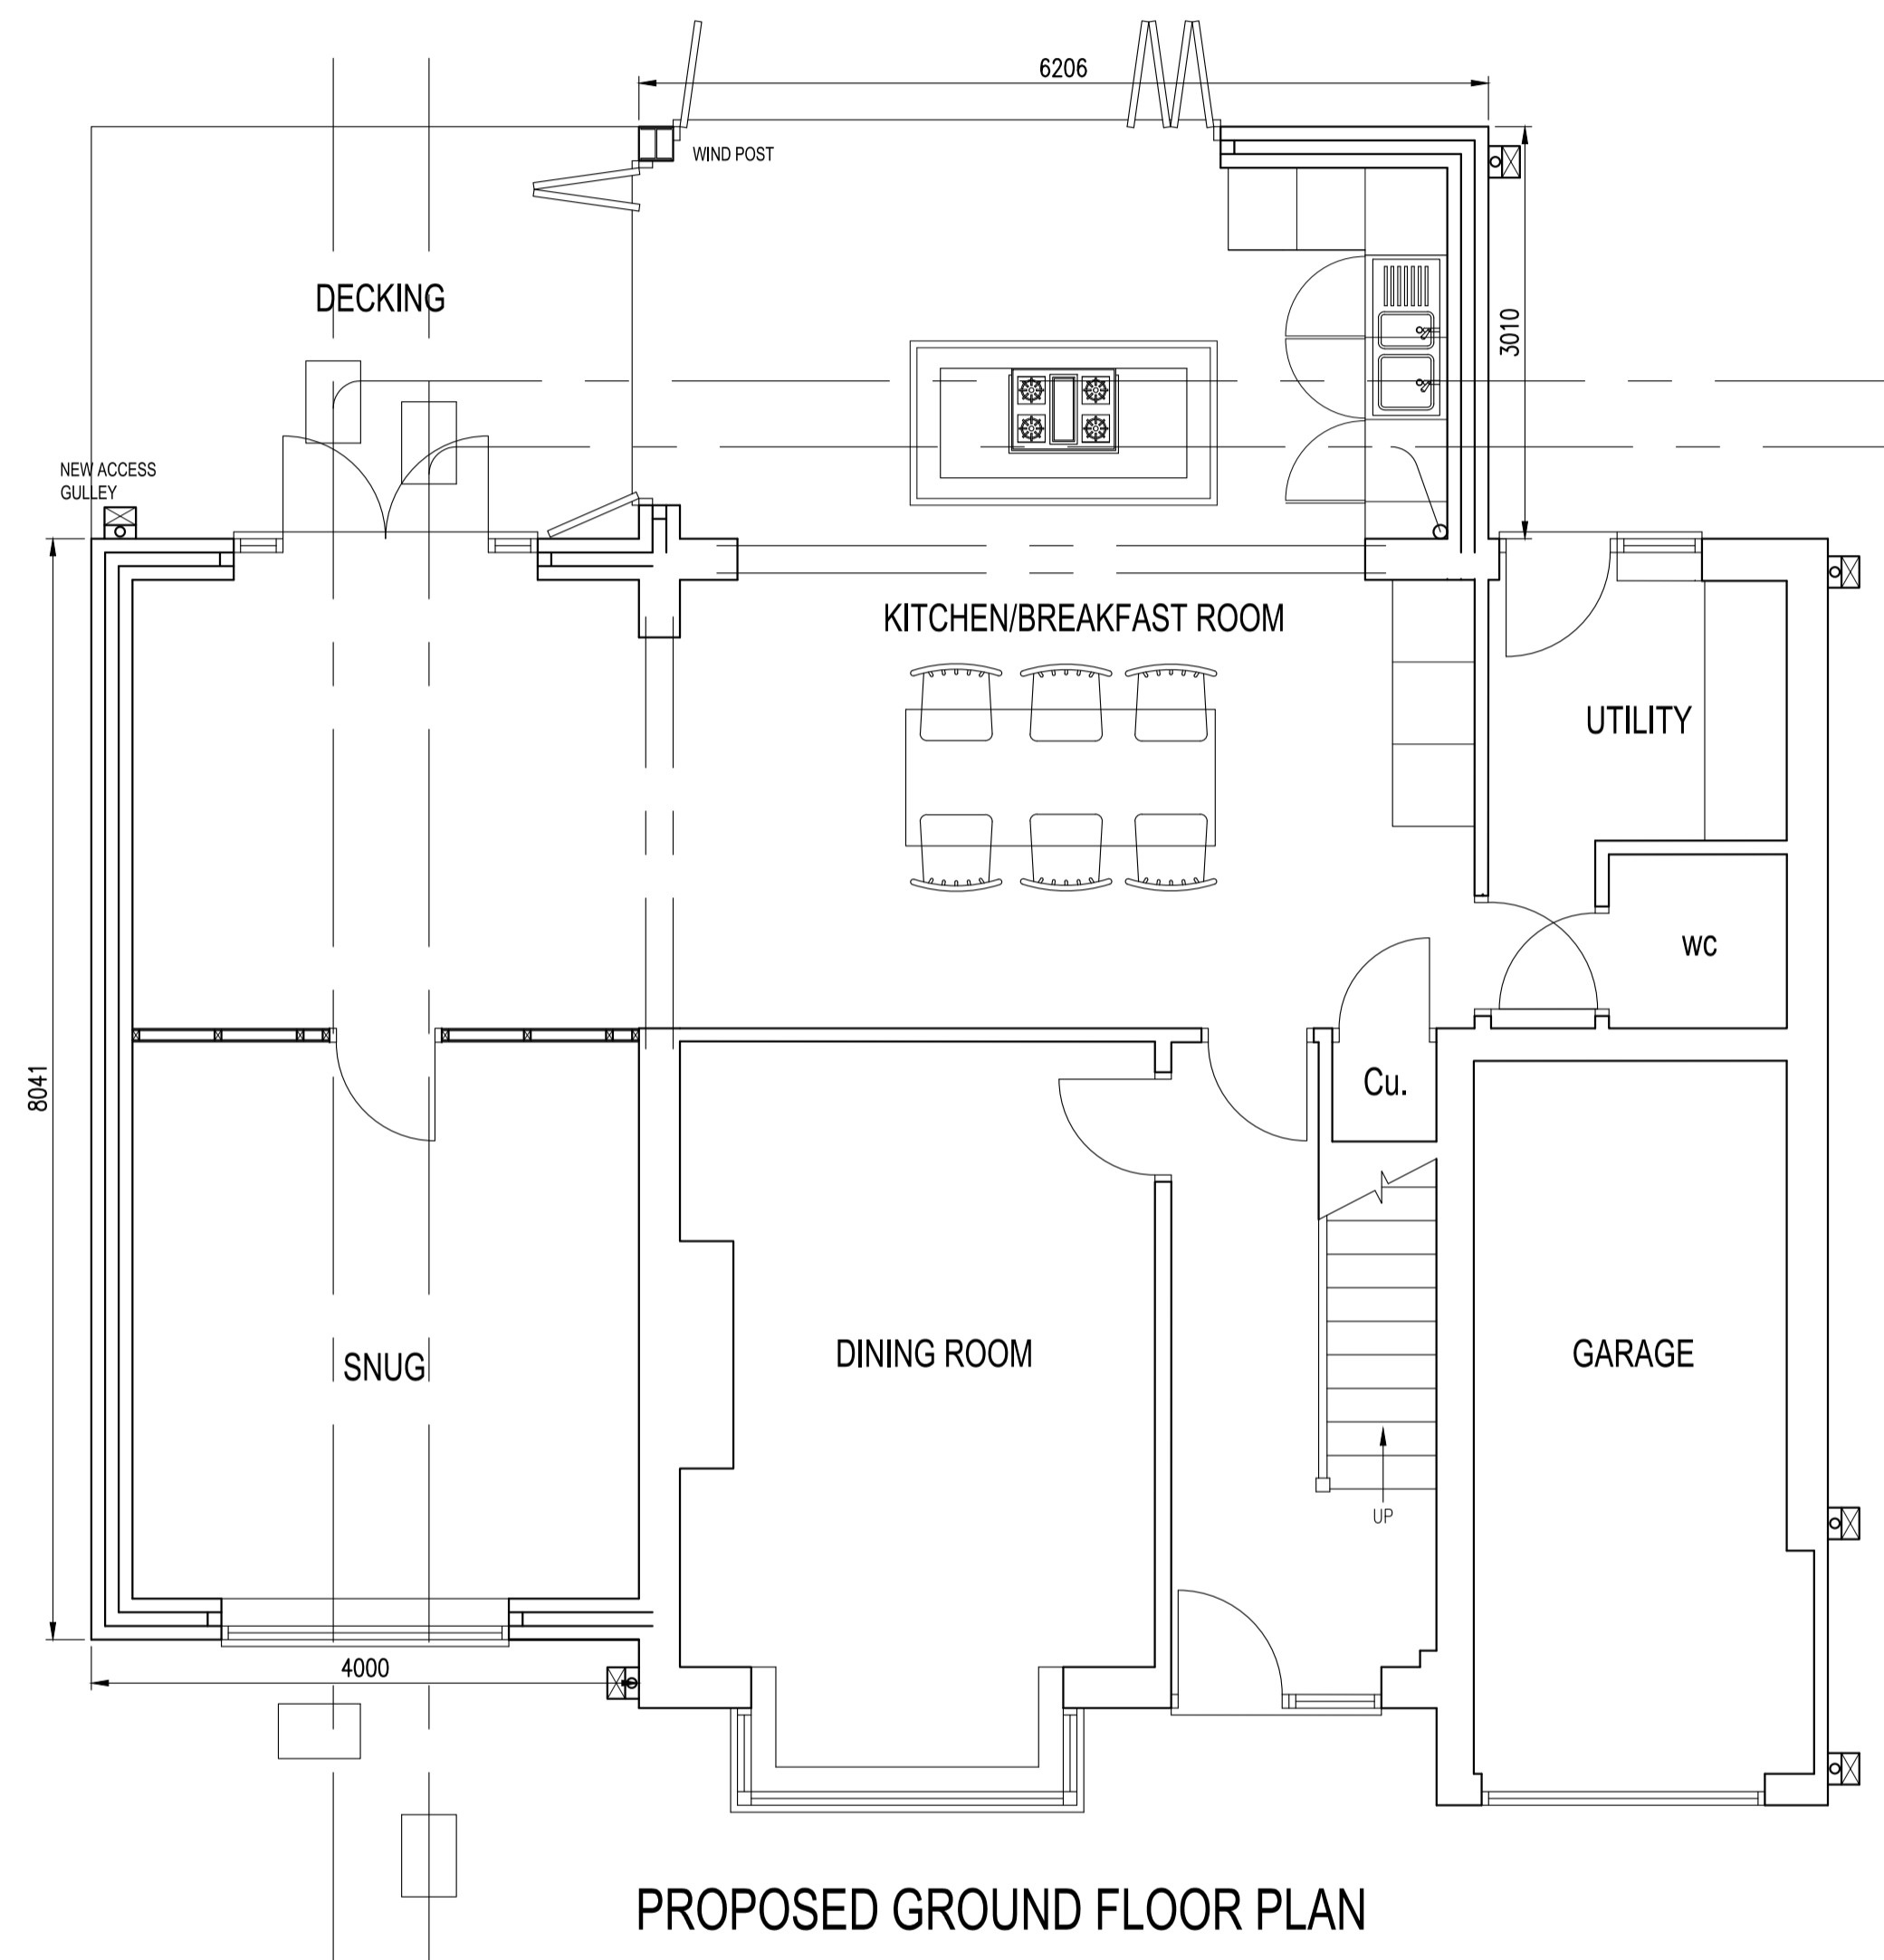 6206
WIND POST
DECKING
3010
NEW ACCESS
GULLEY
KITCHEN/BREAKFAST ROOM
UTILITY
WC
8041
Cu.
SNUG
DINING ROOM
GARAGE
UP
4000
PROPOSED GROUND FLOOR PLAN